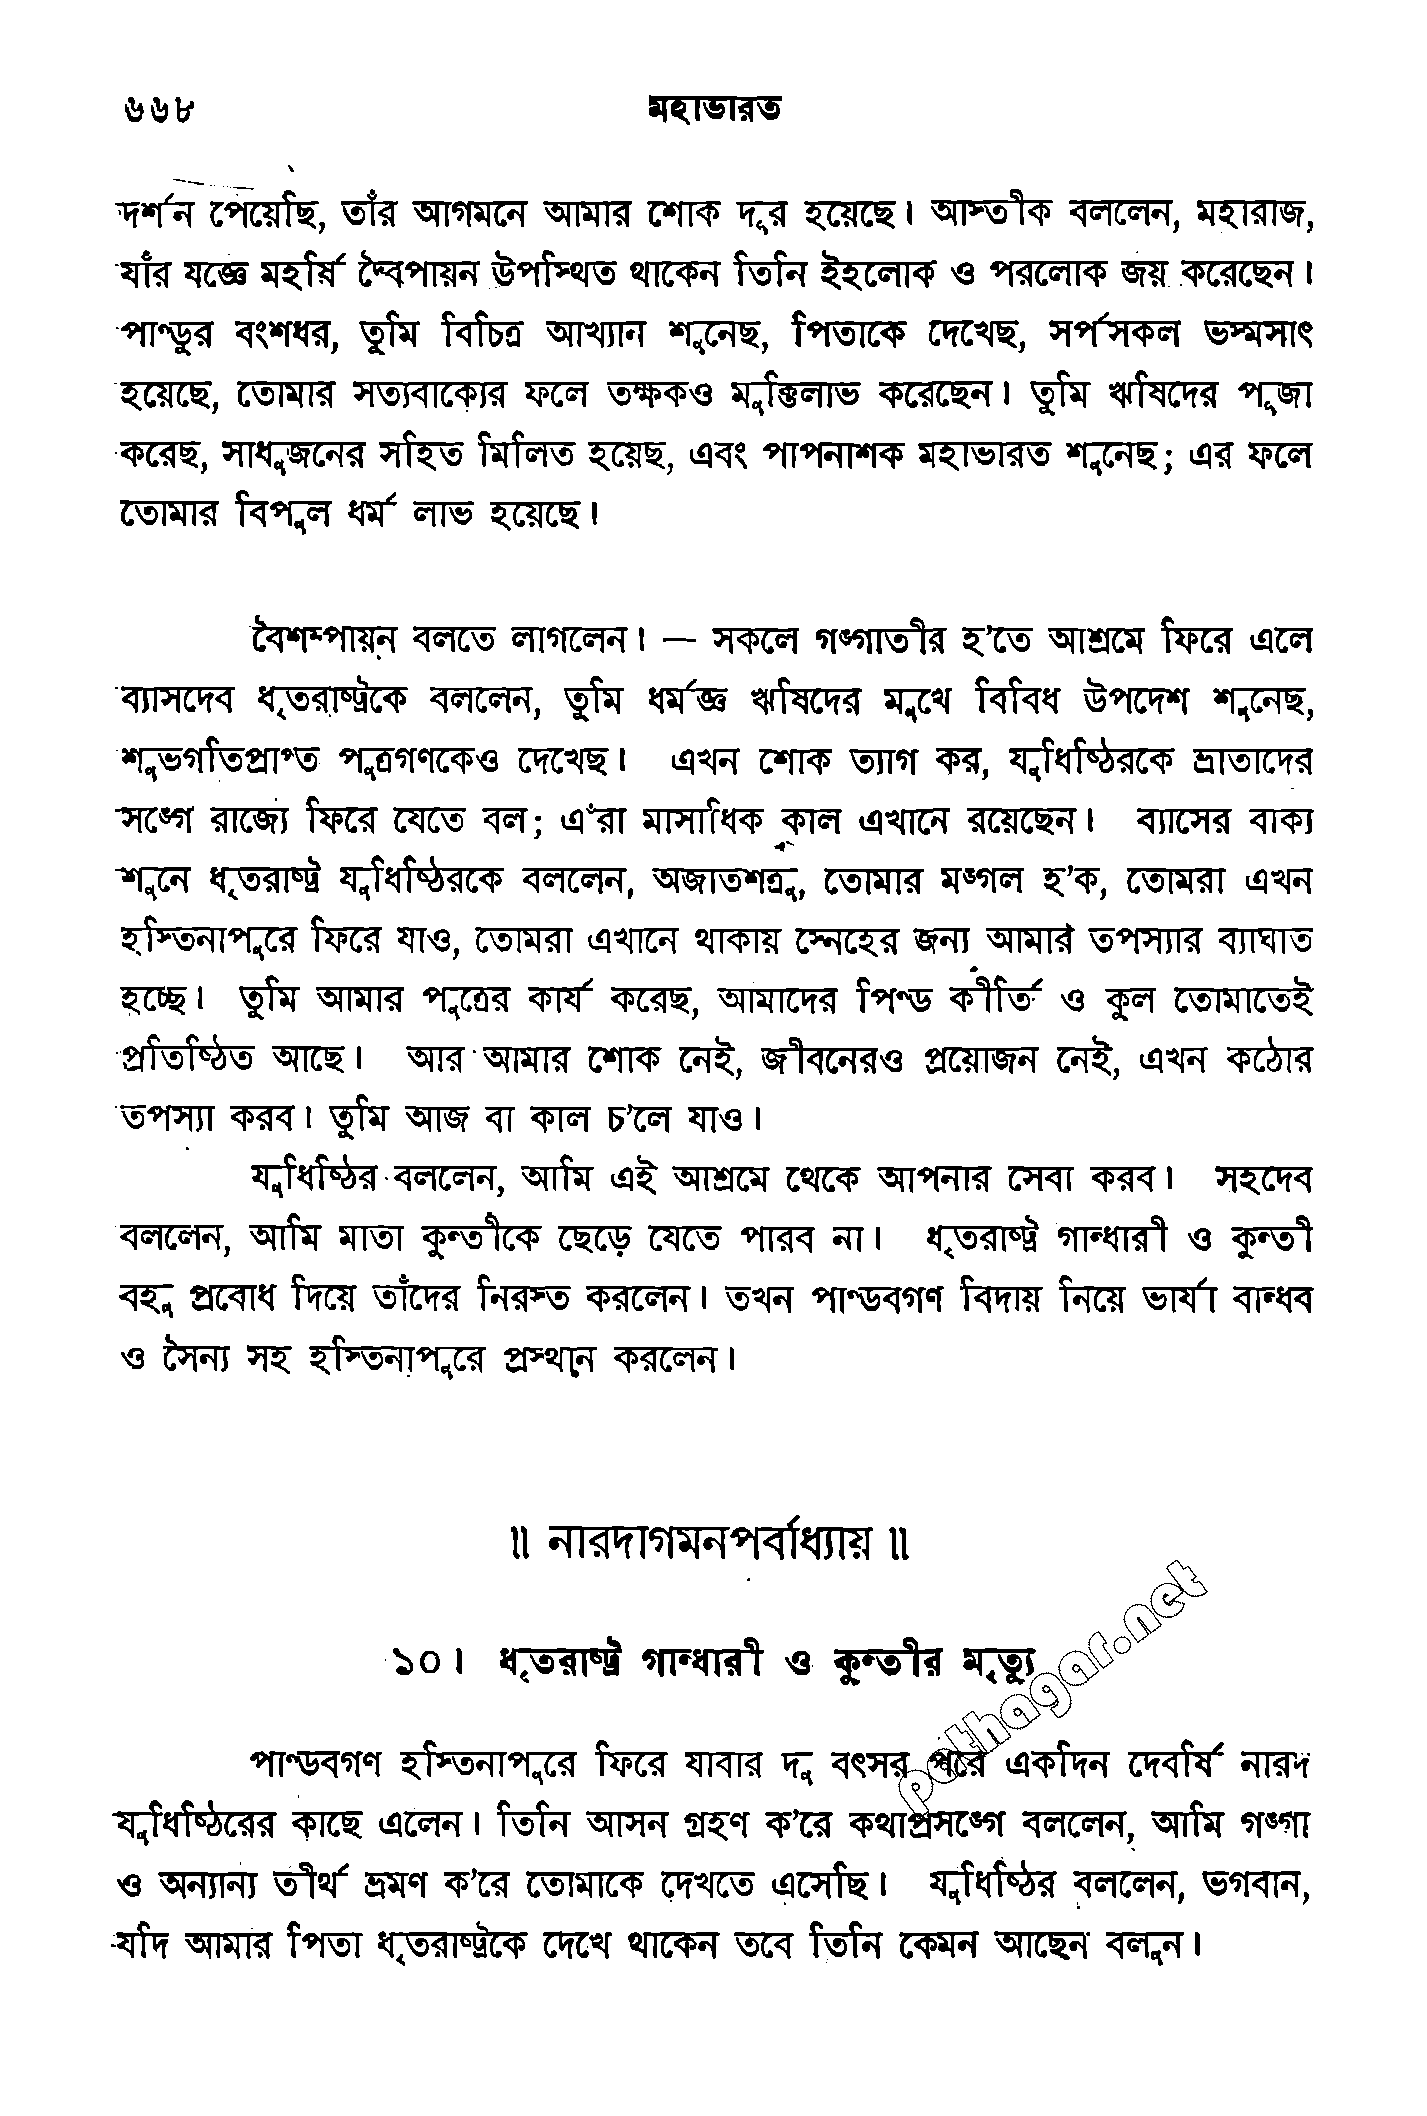 ৬৬৮ মহাভারত
দর্শন পেয়েছি, তাঁর আগমনে আমার শোক দূর হয়েছে। আস্তীক বললেন, মহারাজ,
যাঁর যজ্ঞে মহর্ষি দ্বৈপায়ন উপস্থিত থাকেন তিনি ইহলোক ও পরলোক জয় করেছেন।
পাণ্ডুর বংশধর, তুমি বিচিত্র আখ্যান শুনেছ, পিতাকে দেখেছ, সর্পসকল ভস্মসাৎ
হয়েছে, তোমার সত্যবাক্যের ফলে তক্ষকও মুক্তিলাভ করেছেন। তুমি ঋষিদের পূজা
করেছ, সাধুজনের সহিত মিলিত হয়েছ, এবং পাপনাশক মহাভারত শুনেছ; এর ফলে
তোমার বিপুল ধর্ম লাভ হয়েছে।
বৈশম্পায়ন বলতে লাগলেন। — সকলে গঙ্গাতীর হ’তে আশ্রমে ফিরে এলে
ব্যাসদেব ধৃতরাষ্ট্রকে বললেন, তুমি ধর্মজ্ঞ ঋষিদের মুখে বিবিধ উপদেশ শুনেছ,
শুভগতিপ্রাপ্ত পুত্রগণকেও দেখেছ। এখন শোক ত্যাগ কর, যুধিষ্ঠিরকে ভ্রাতাদের
সঙ্গে রাজ্যে ফিরে যেতে বল; এঁরা মাসাধিক কাল এখানে রয়েছেন। ব্যাসের বাক্য
শুনে ধৃতরাষ্ট্র যুধিষ্ঠিরকে বললেন, অজাতশত্রু, তোমার মঙ্গল হ’ক, তোমরা এখন
হস্তিনাপুরে ফিরে যাও, তোমরা এখানে থাকায় স্নেহের জন্য আমার তপস্যার ব্যাঘাত
হচ্ছে। তুমি আমার পুত্রের কার্য করেছ, আমাদের পিণ্ড কীর্তি ও কুল তোমাতেই
প্রতিষ্ঠিত আছে। আর আমার শোক নেই, জীবনেরও প্রয়োজন নেই, এখন কঠোর
তপস্যা করব। তুমি আজ বা কাল চ’লে যাও।
যুধিষ্ঠির বললেন, আমি এই আশ্রমে থেকে আপনার সেবা করব। সহদেব
বললেন, আমি মাতা কুন্তীকে ছেড়ে যেতে পারব না। ধৃতরাষ্ট্র গান্ধারী ও কুন্তী
বহু প্রবোধ দিয়ে তাঁদের নিরস্ত করলেন। তখন পাণ্ডবগণ বিদায় নিয়ে ভার্যা বান্ধব
ও সৈন্য সহ হস্তিনাপুরে প্রস্থান করলেন।
॥ নারদাগমনপর্বাধ্যায় ॥
১০। ধৃতরাষ্ট্র গান্ধারী ও কুন্তীর মৃত্যু
পাণ্ডবগণ হস্তিনাপুরে ফিরে যাবার দু বৎসর পরে একদিন দেবর্ষি নারদ
যুধিষ্ঠিরের কাছে এলেন। তিনি আসন গ্রহণ ক’রে কথাপ্রসঙ্গে বললেন, আমি গঙ্গা
ও অন্যান্য তীর্থ ভ্রমণ ক’রে তোমাকে দেখতে এসেছি। যুধিষ্ঠির বললেন, ভগবান,
যদি আমার পিতা ধৃতরাষ্ট্রকে দেখে থাকেন তবে তিনি কেমন আছেন বলুন।
pathagar.net